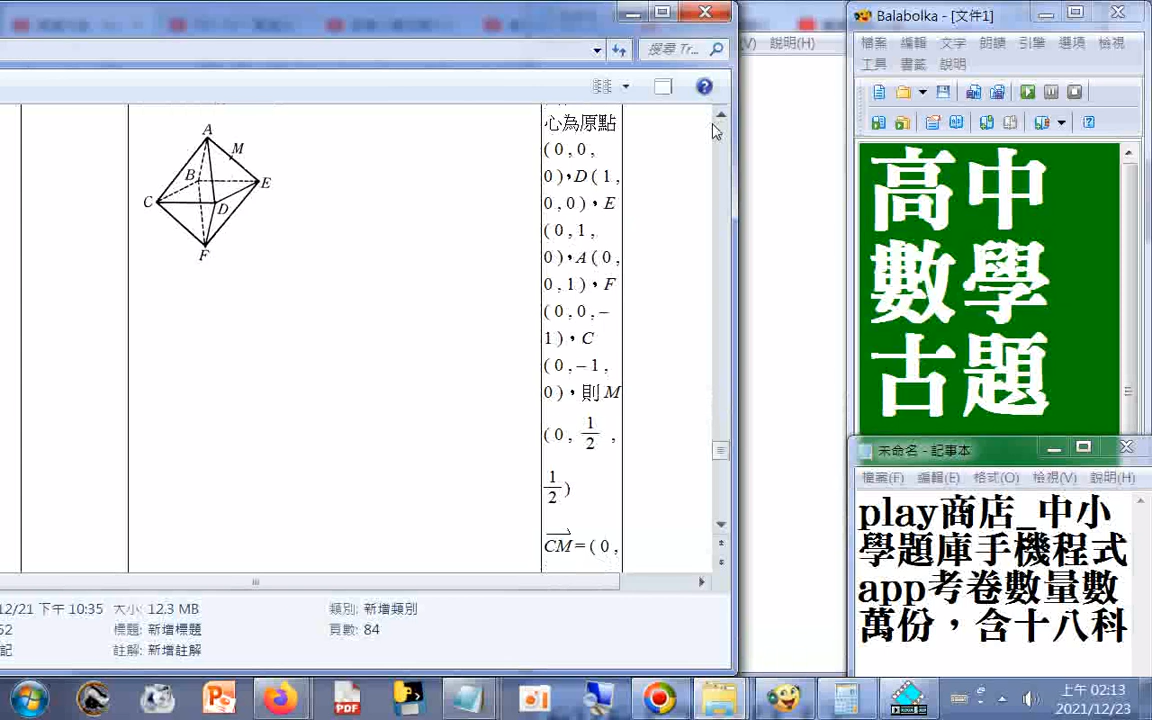 (V) 說明(H)
搜尋 Tr...
A
M
B
E
C
D
F
心為原點
( 0 , 0 ,
0 )，D ( 1 ,
0 , 0 )，E
( 0 , 1 ,
0 )，A ( 0 ,
0 , 1 )，F
( 0 , 0 , –
1 )，C
( 0 , – 1 ,
0 )，則 M
( 0 , 1/2 ,
1/2 )
CM = ( 0 ,
12/21 下午 10:35 大小: 12.3 MB 類別: 新增類別
52 標題: 新增標題 頁數: 84
記 註解: 新增註解
Balabolka - [文件1]
檔案 編輯 文字 朗讀 引擎 選項 檢視
工具 書籤 說明
高中
數學
古題
未命名 - 記事本
檔案(F) 編輯(E) 格式(O) 檢視(V) 說明(H)
play商店_中小
學題庫手機程式
app考卷數量數
萬份，含十八科
PDF
上午 02:13
2021/12/23